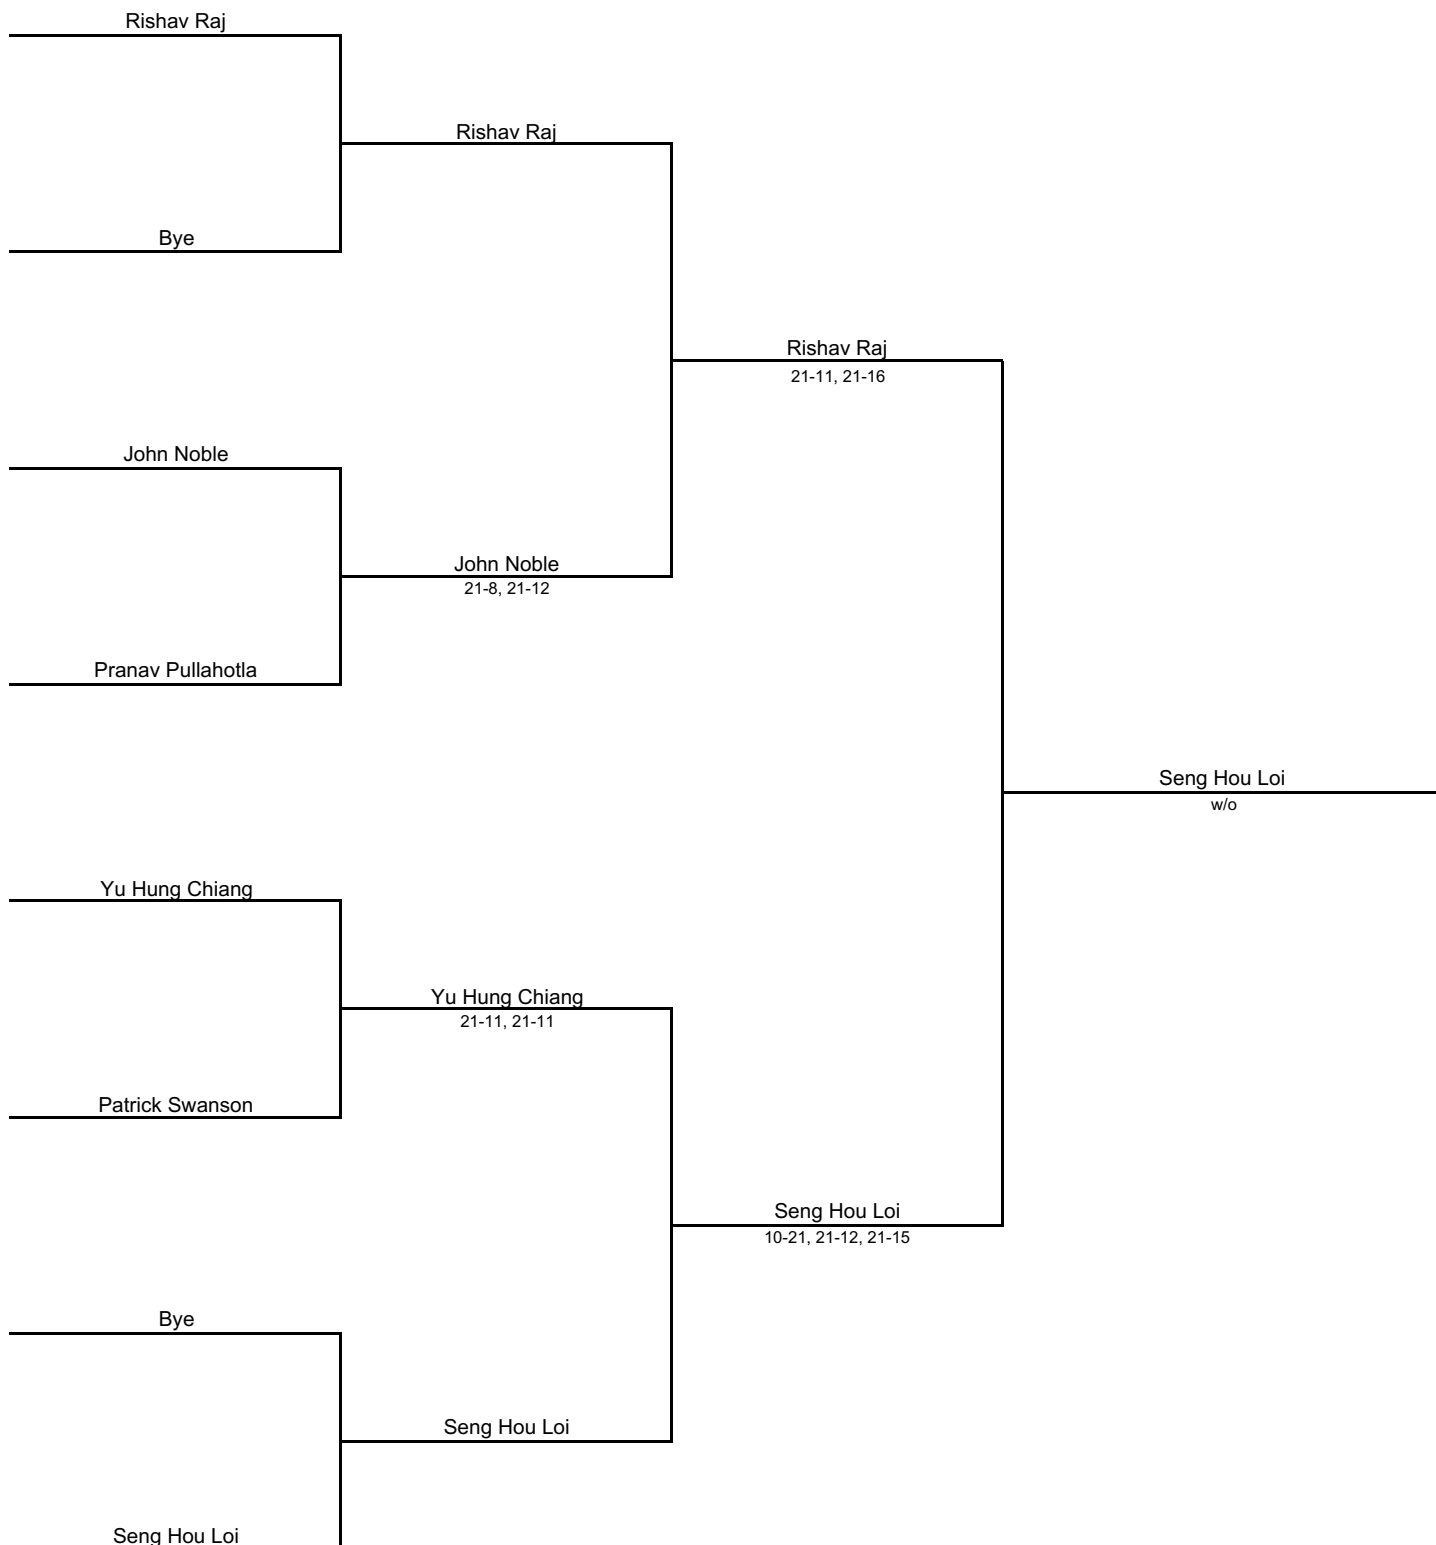 Rishav Raj
Rishav Raj
Bye
Rishav Raj
21-11, 21-16
John Noble
John Noble
21-8, 21-12
Pranav Pullahotla
Seng Hou Loi
w/o
Yu Hung Chiang
Yu Hung Chiang
21-11, 21-11
Patrick Swanson
Seng Hou Loi
10-21, 21-12, 21-15
Bye
Seng Hou Loi
Seng Hou Loi